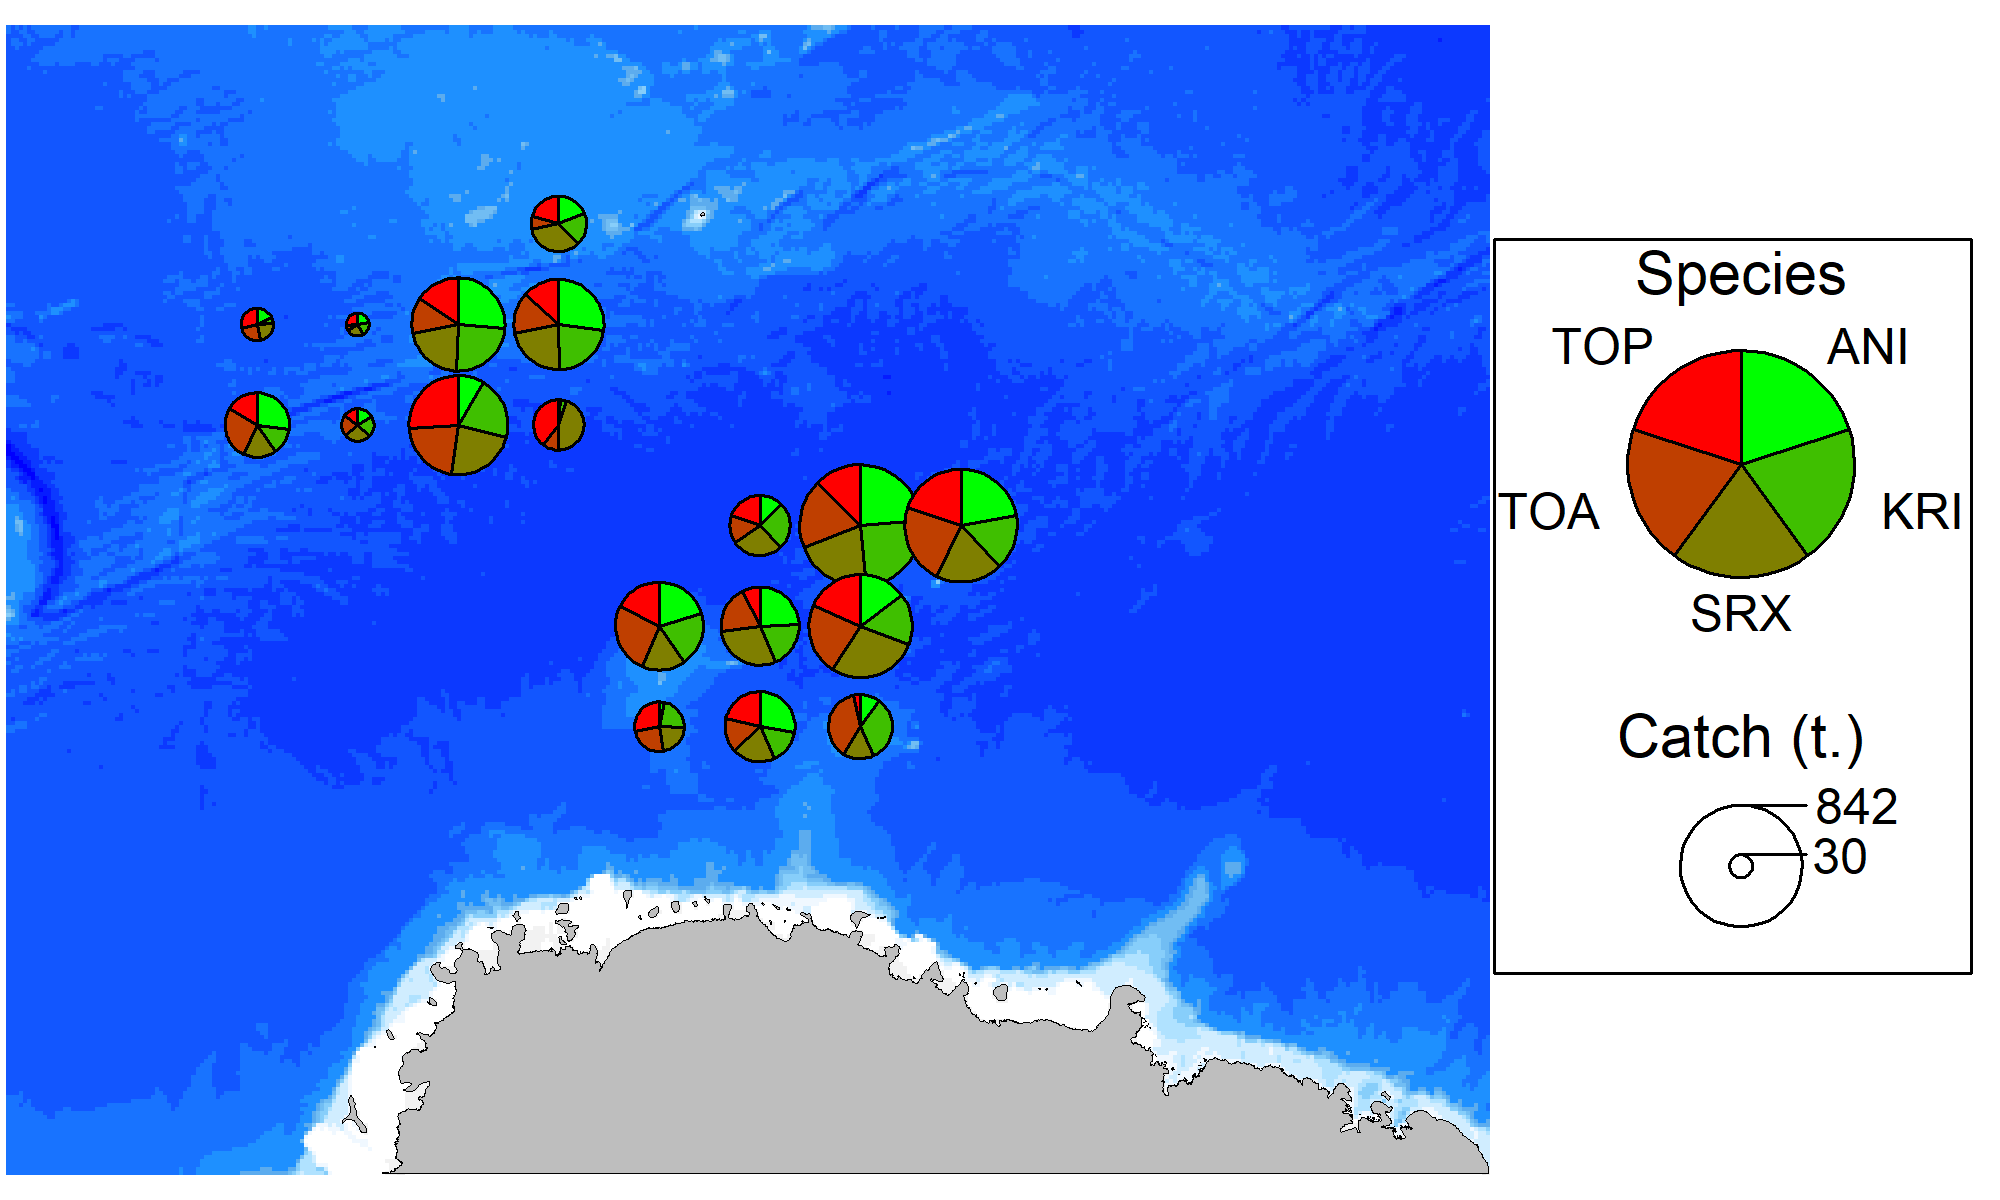 Species
TOP ANI
TOA KRI
SRX
Catch (t.)
842
30